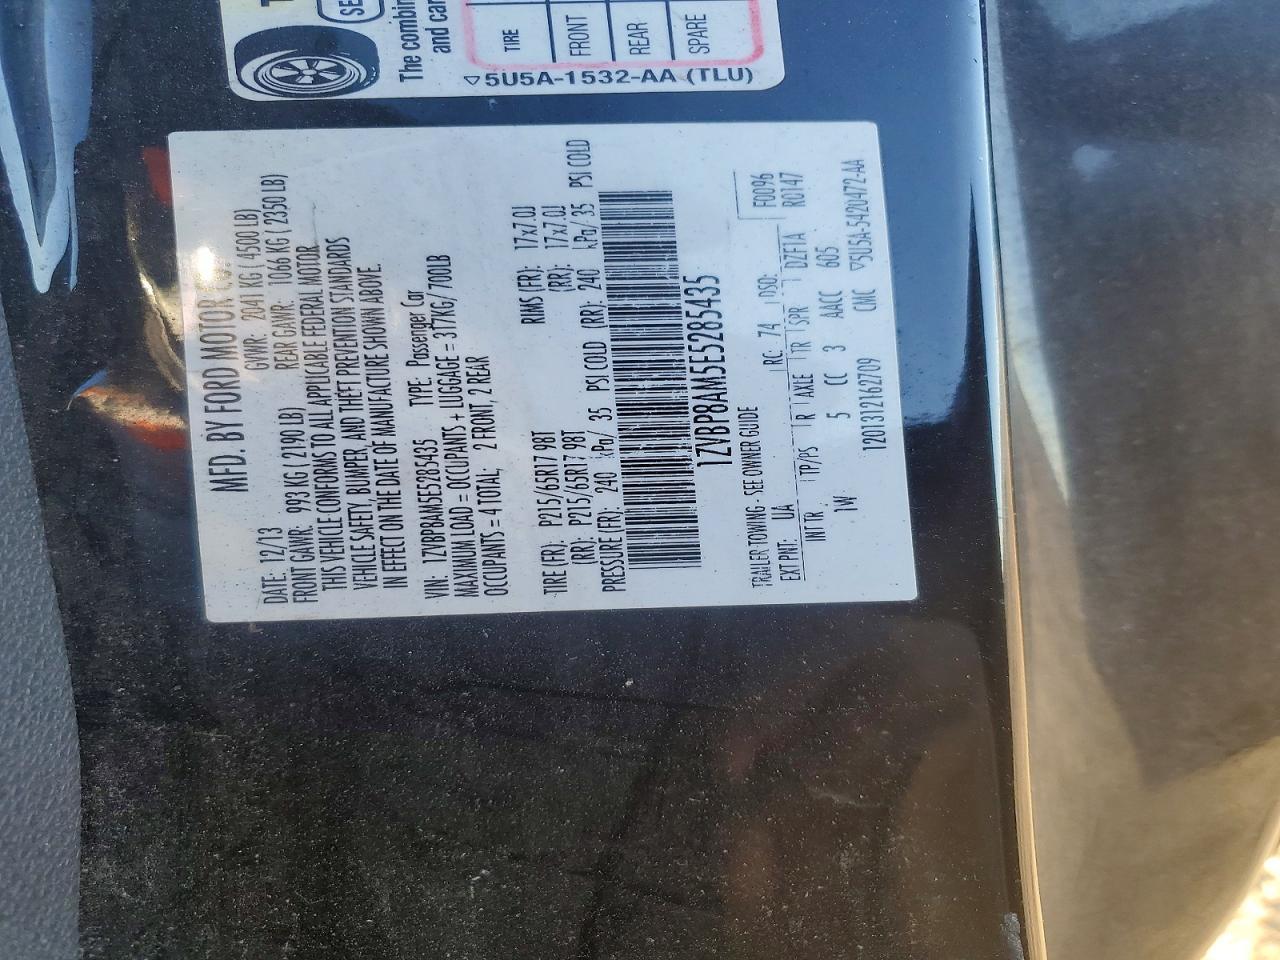 The combin
and car
TIRE
FRONT
REAR
SPARE
5U5A-1532-AA (TLU)
MFD. BY FORD MOTOR CO.
DATE: 12/13 GVWR: 2041 KG ( 4500 LB)
FRONT GAWR: 993 KG ( 2190 LB) REAR GAWR: 1066 KG ( 2350 LB)
THIS VEHICLE CONFORMS TO ALL APPLICABLE FEDERAL MOTOR
VEHICLE SAFETY, BUMPER, AND THEFT PREVENTION STANDARDS
IN EFFECT ON THE DATE OF MANUFACTURE SHOWN ABOVE.
VIN: 1ZVBP8AM5E5285435 TYPE: Passenger Car
MAXIMUM LOAD = OCCUPANTS + LUGGAGE = 317KG/ 700LB
OCCUPANTS = 4 TOTAL; 2 FRONT, 2 REAR
TIRE (FR): P215/65R17 98T RIMS (FR): 17x7.0J
(RR): P215/65R17 98T (RR): 17x7.0J
PRESSURE (FR): 240 kPa/ 35 PSI COLD (RR): 240 kPa/ 35 PSI COLD
1ZVBP8AM5E5285435
TRAILER TOWING - SEE OWNER GUIDE F0096
EXT PNT: UA RC: 74 DSO: R0147
INT TR TP/PS R AXLE TR SPR DZF1A
1W 5 CC 3 AACC 605
120131216270​9 CMC 5U5A-5420472-AA